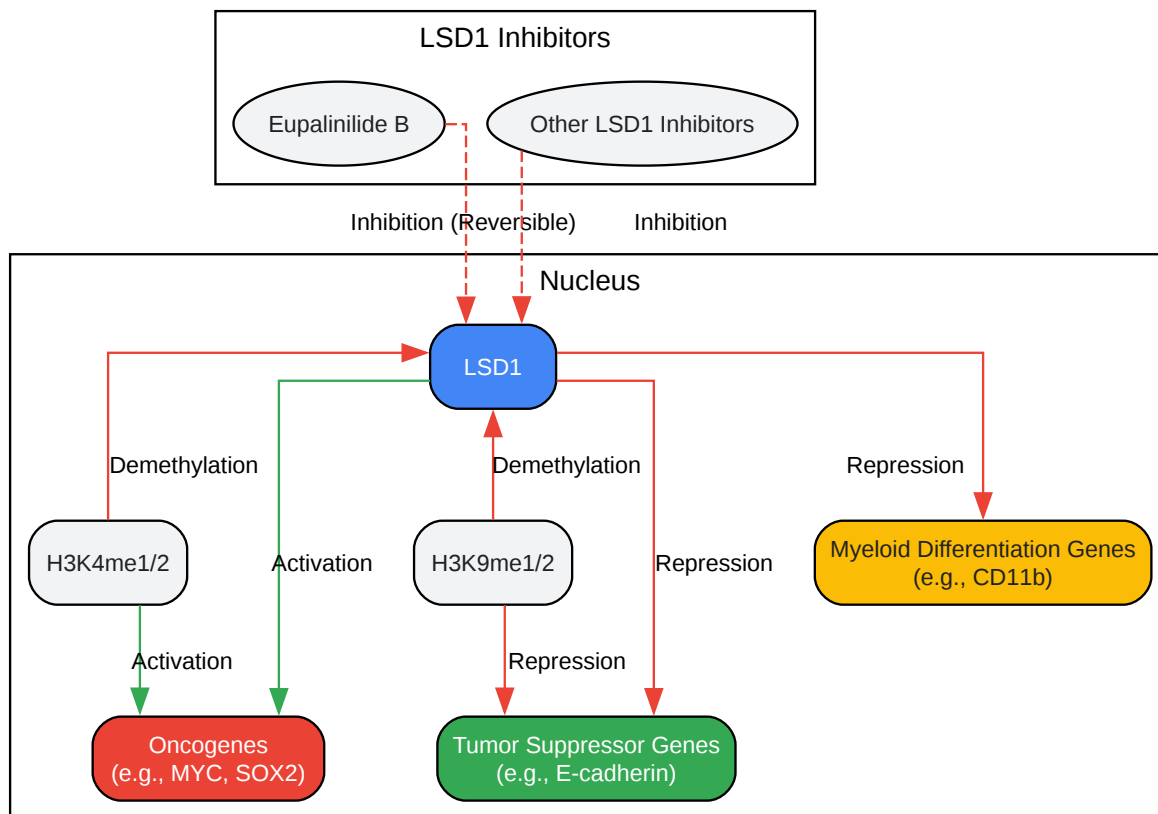 LSD1 Inhibitors
Eupalinilide B
Other LSD1 Inhibitors
Inhibition (Reversible)
Inhibition
Nucleus
LSD1
Demethylation
Demethylation
Repression
H3K4me1/2
Activation
H3K9me1/2
Repression
Myeloid Differentiation Genes
(e.g., CD11b)
Activation
Repression
Oncogenes
(e.g., MYC, SOX2)
Tumor Suppressor Genes
(e.g., E-cadherin)